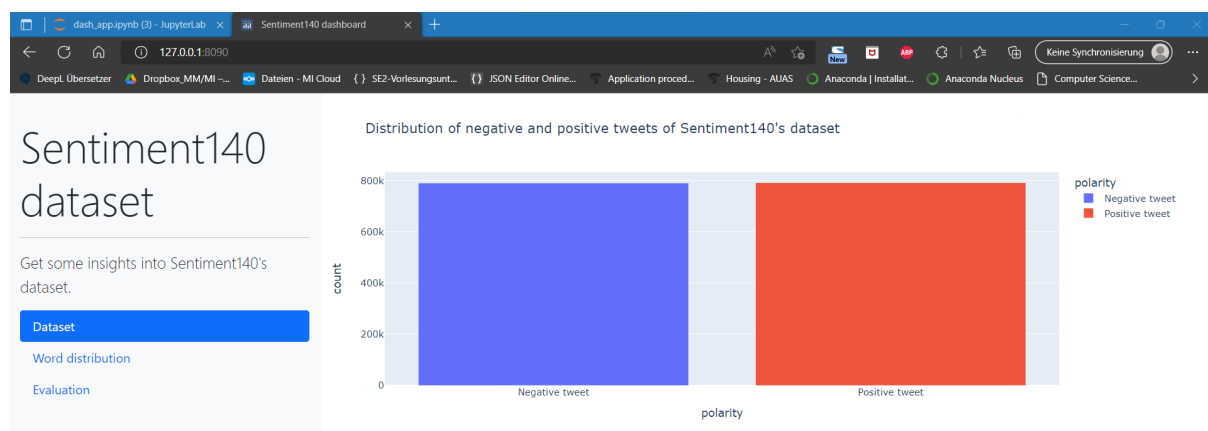 dash_app.ipynb (3) - JupyterLab
Sentiment140 dashboard
127.0.0.1:8090
New
ABP
Keine Synchronisierung
DeepL Übersetzer
Dropbox_MM/MI –...
Dateien - MI Cloud
SE2-Vorlesungsunt...
JSON Editor Online...
Application proced...
Housing - AUAS
Anaconda | Installat...
Anaconda Nucleus
Computer Science...
Sentiment140
dataset
Get some insights into Sentiment140's
dataset.
Dataset
Word distribution
Evaluation
Distribution of negative and positive tweets of Sentiment140's dataset
800k
600k
400k
200k
0
count
Negative tweet
Positive tweet
polarity
polarity
Negative tweet
Positive tweet